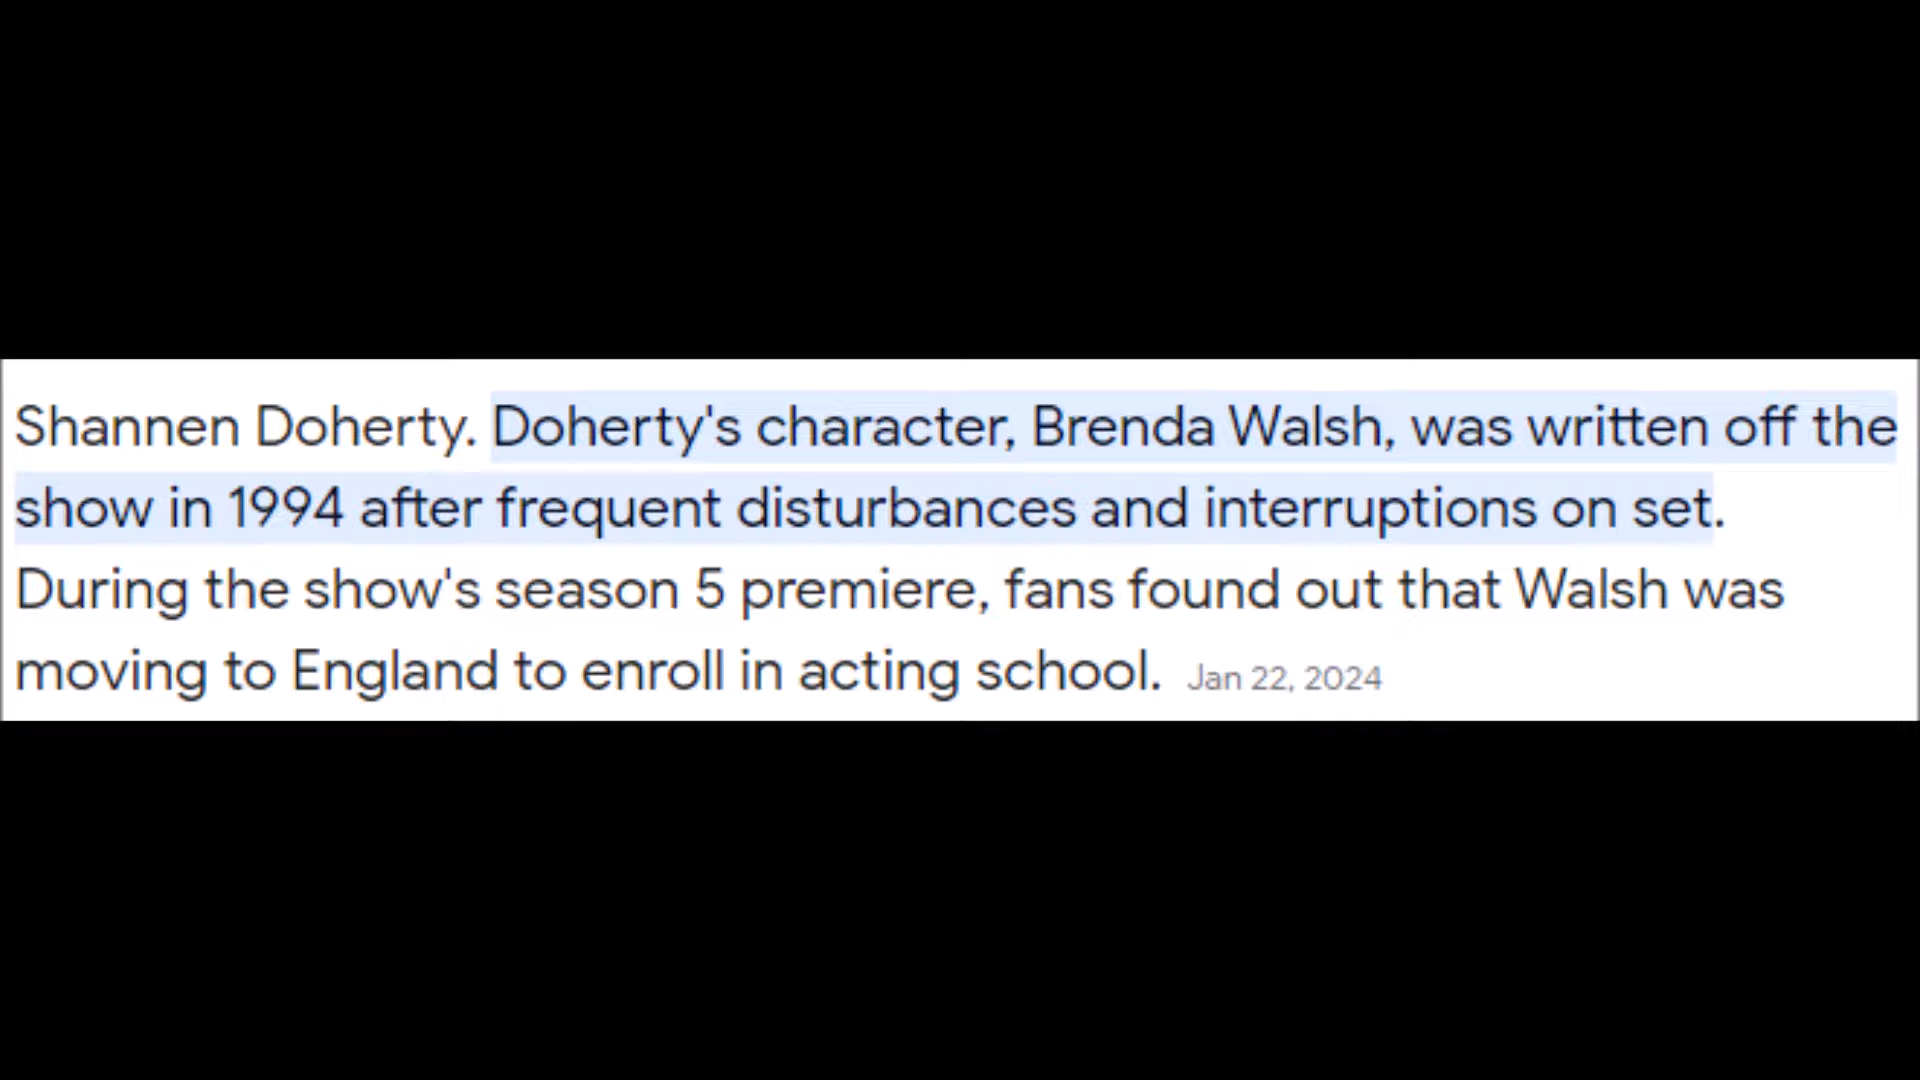 Shannen Doherty. Doherty's character, Brenda Walsh, was written off the
show in 1994 after frequent disturbances and interruptions on set.
During the show's season 5 premiere, fans found out that Walsh was
moving to England to enroll in acting school. Jan 22, 2024